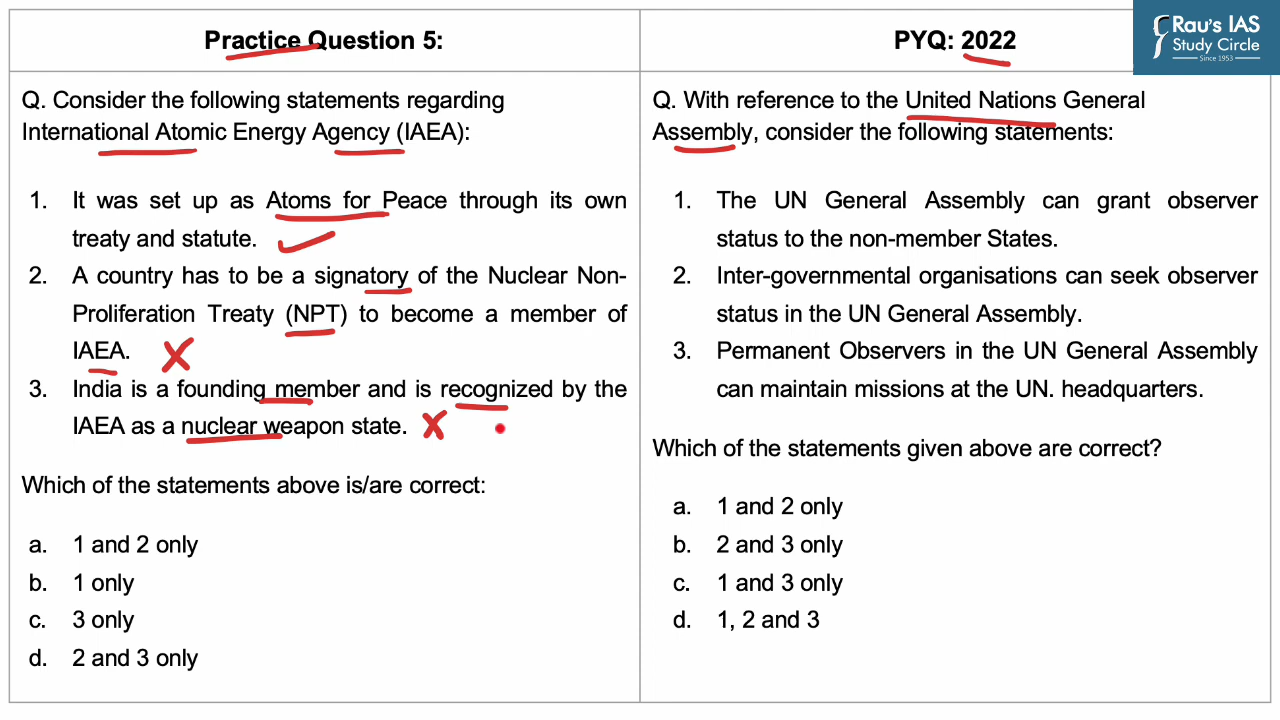 Practice Question 5:
Q. Consider the following statements regarding
International Atomic Energy Agency (IAEA):
1. It was set up as Atoms for Peace through its own
treaty and statute.
2. A country has to be a signatory of the Nuclear Non-
Proliferation Treaty (NPT) to become a member of
IAEA.
3. India is a founding member and is recognized by the
IAEA as a nuclear weapon state.
Which of the statements above is/are correct:
a. 1 and 2 only
b. 1 only
c. 3 only
d. 2 and 3 only
PYQ: 2022
Rau's IAS
Study Circle
Since 1953
Q. With reference to the United Nations General
Assembly, consider the following statements:
1. The UN General Assembly can grant observer
status to the non-member States.
2. Inter-governmental organisations can seek observer
status in the UN General Assembly.
3. Permanent Observers in the UN General Assembly
can maintain missions at the UN. headquarters.
Which of the statements given above are correct?
a. 1 and 2 only
b. 2 and 3 only
c. 1 and 3 only
d. 1, 2 and 3